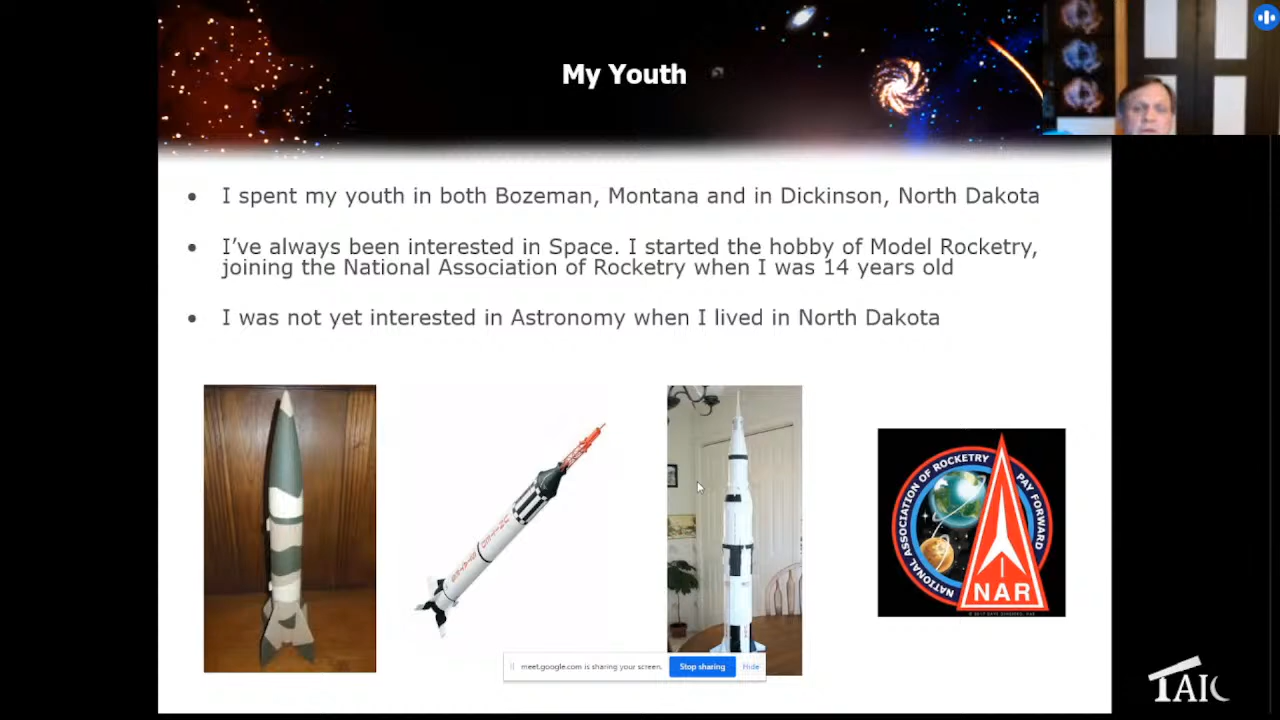 My Youth
• I spent my youth in both Bozeman, Montana and in Dickinson, North Dakota
• I’ve always been interested in Space. I started the hobby of Model Rocketry,
joining the National Association of Rocketry when I was 14 years old
• I was not yet interested in Astronomy when I lived in North Dakota
UNITED STATES
NATIONAL ASSOCIATION OF ROCKETRY
PAY FORWARD
NAR
meet.google.com is sharing your screen.
Stop sharing
Hide
TAIC